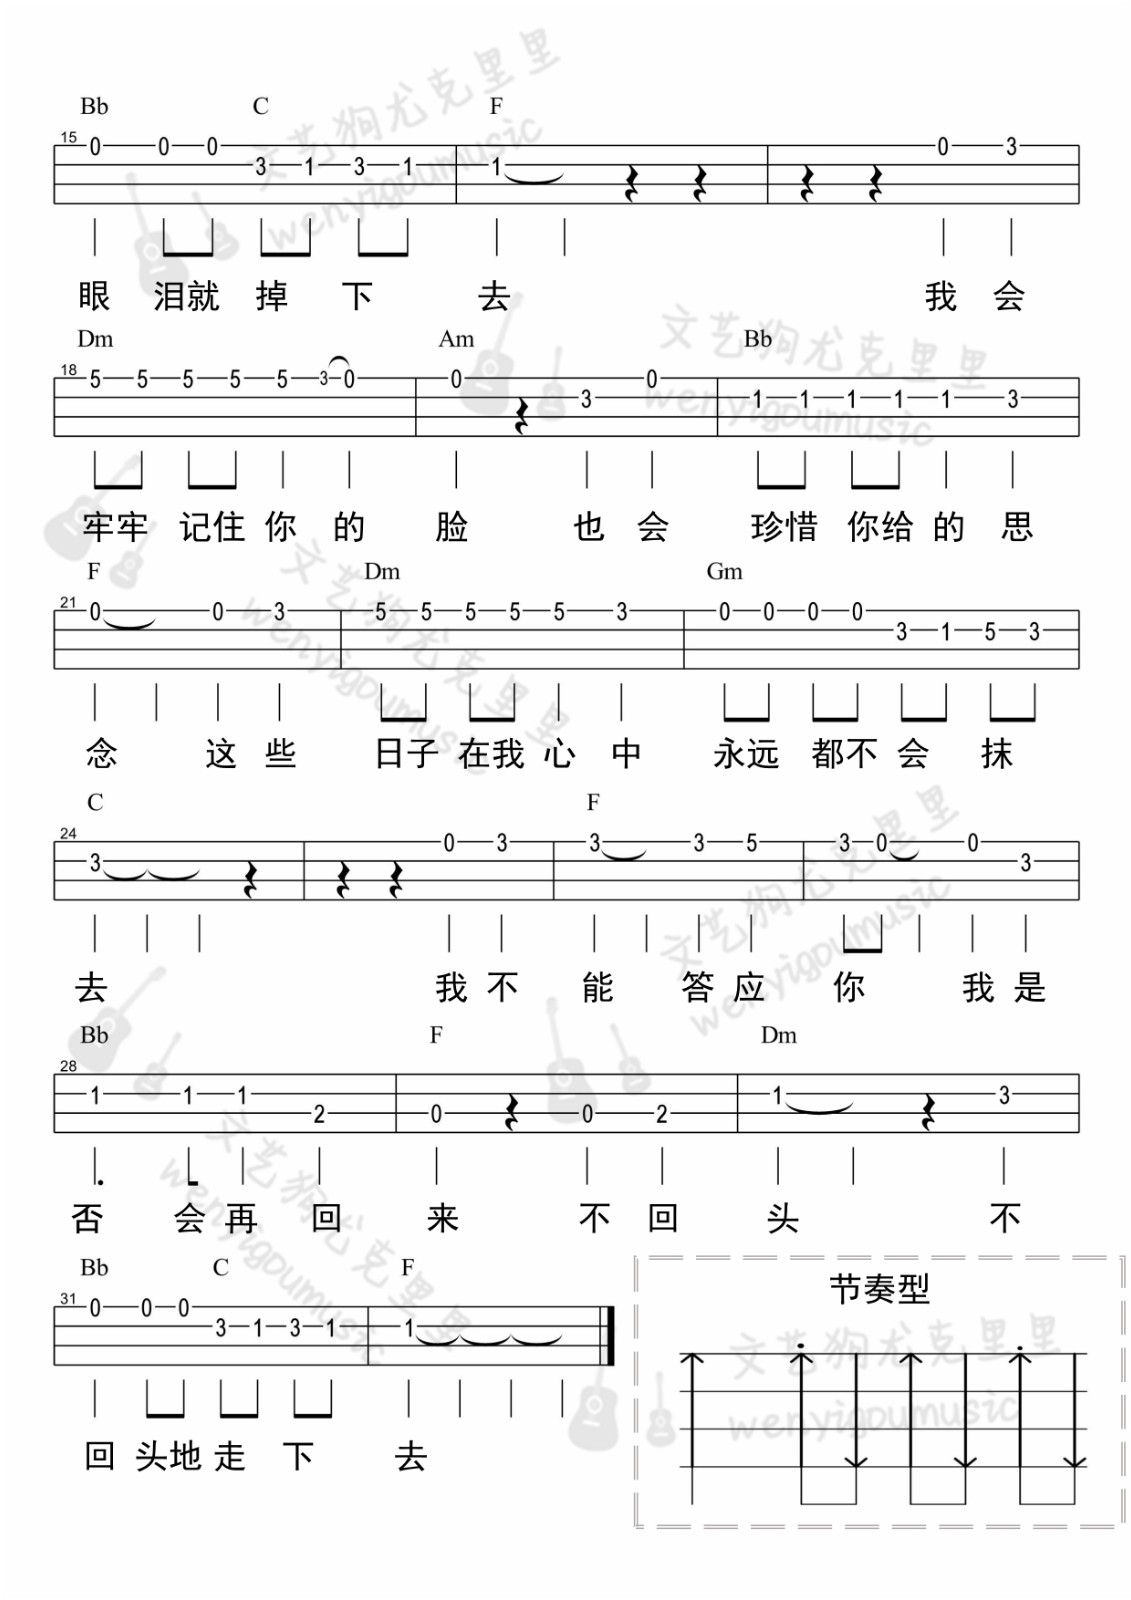 文艺狗尤克里里
wenyigoumusic
Bb C F
15 0 0 0 3 1 3 1 1 0 3
眼 泪就 掉 下 去 我 会
Dm Am Bb
18 5 5 5 5 5 3 0 0 3 0 1 1 1 1 1 3
牢牢 记住 你 的 脸 也 会 珍惜 你给 的 思
F Dm Gm
21 0 0 3 5 5 5 5 5 3 0 0 0 0 3 1 5 3
念 这 些 日子 在我 心 中 永远 都不 会 抹
C F
24 3 0 3 3 3 5 3 0 0 3
去 我 不 能 答 应 你 我 是
Bb F Dm
28 1 1 1 2 0 0 2 1 3
否 会 再 回 来 不 回 头 不
Bb C F
31 0 0 0 3 1 3 1 1
回 头地 走 下 去
节奏型
文艺狗尤克里里
wenyigoumusic